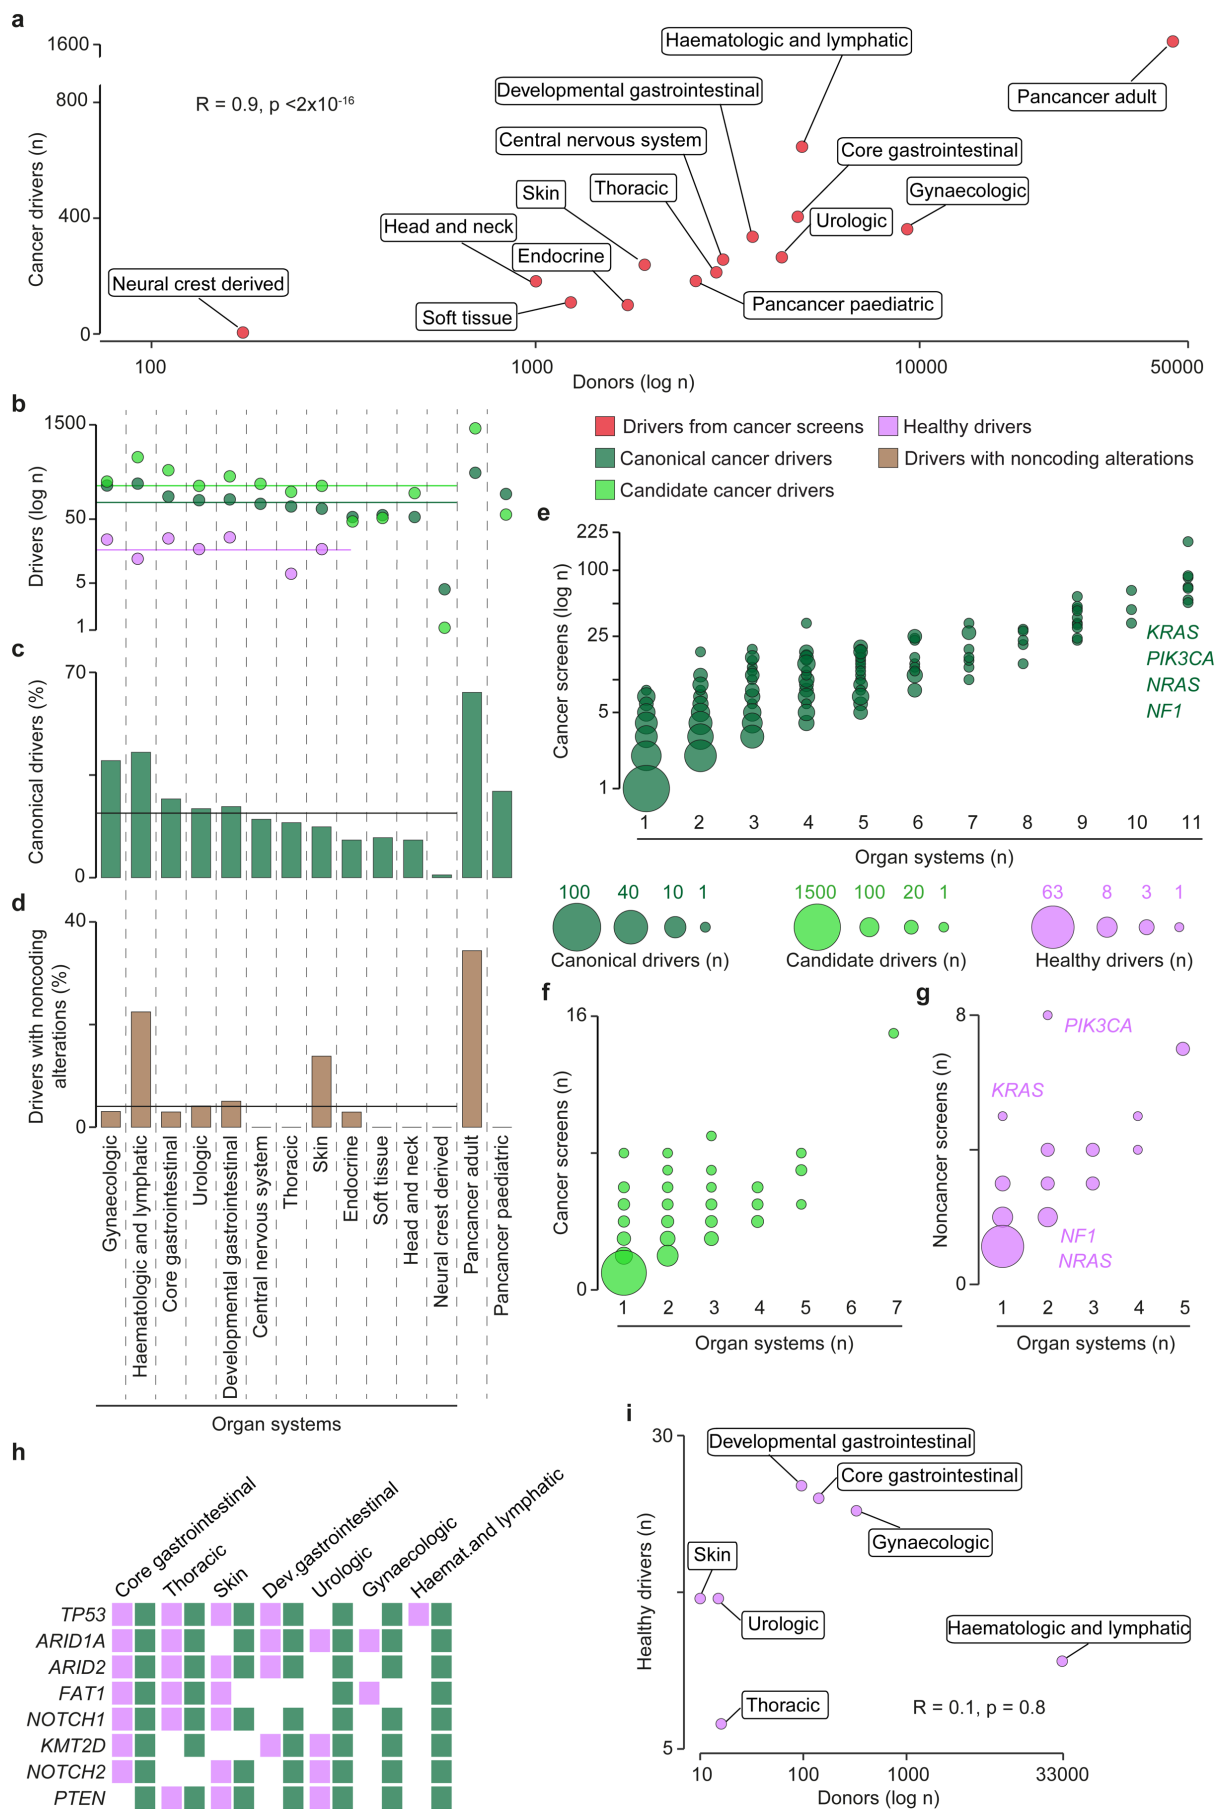 a
1600
800
400
0
Cancer drivers (n)
R = 0.9, p <2x10-16
Haematologic and lymphatic
Developmental gastrointestinal
Pancancer adult
Central nervous system
Core gastrointestinal
Skin
Thoracic
Gynaecologic
Head and neck
Urologic
Endocrine
Neural crest derived
Soft tissue
Pancancer paediatric
100
1000
10000
50000
Donors (log n)
b
1500
50
5
1
Drivers (log n)
Drivers from cancer screens
Healthy drivers
Canonical cancer drivers
Drivers with noncoding alterations
Candidate cancer drivers
c
70
0
Canonical drivers (%)
d
40
0
Drivers with noncoding
alterations (%)
Gynaecologic
Haematologic and lymphatic
Core gastrointestinal
Urologic
Developmental gastrointestinal
Central nervous system
Thoracic
Skin
Endocrine
Soft tissue
Head and neck
Neural crest derived
Pancancer adult
Pancancer paediatric
Organ systems
e
225
100
25
5
1
Cancer screens (log n)
KRAS
PIK3CA
NRAS
NF1
1 2 3 4 5 6 7 8 9 10 11
Organ systems (n)
100 40 10 1
Canonical drivers (n)
1500 100 20 1
Candidate drivers (n)
63 8 3 1
Healthy drivers (n)
f
16
0
Cancer screens (n)
1 2 3 4 5 6 7
Organ systems (n)
g
8
0
Noncancer screens (n)
PIK3CA
KRAS
NF1
NRAS
1 2 3 4 5
Organ systems (n)
h
Core gastrointestinal
Thoracic
Skin
Dev.gastrointestinal
Urologic
Gynaecologic
Haemat.and lymphatic
TP53
ARID1A
ARID2
FAT1
NOTCH1
KMT2D
NOTCH2
PTEN
i
30
5
Healthy drivers (n)
Developmental gastrointestinal
Core gastrointestinal
Gynaecologic
Skin
Urologic
Haematologic and lymphatic
Thoracic
R = 0.1, p = 0.8
10
100
1000
33000
Donors (log n)